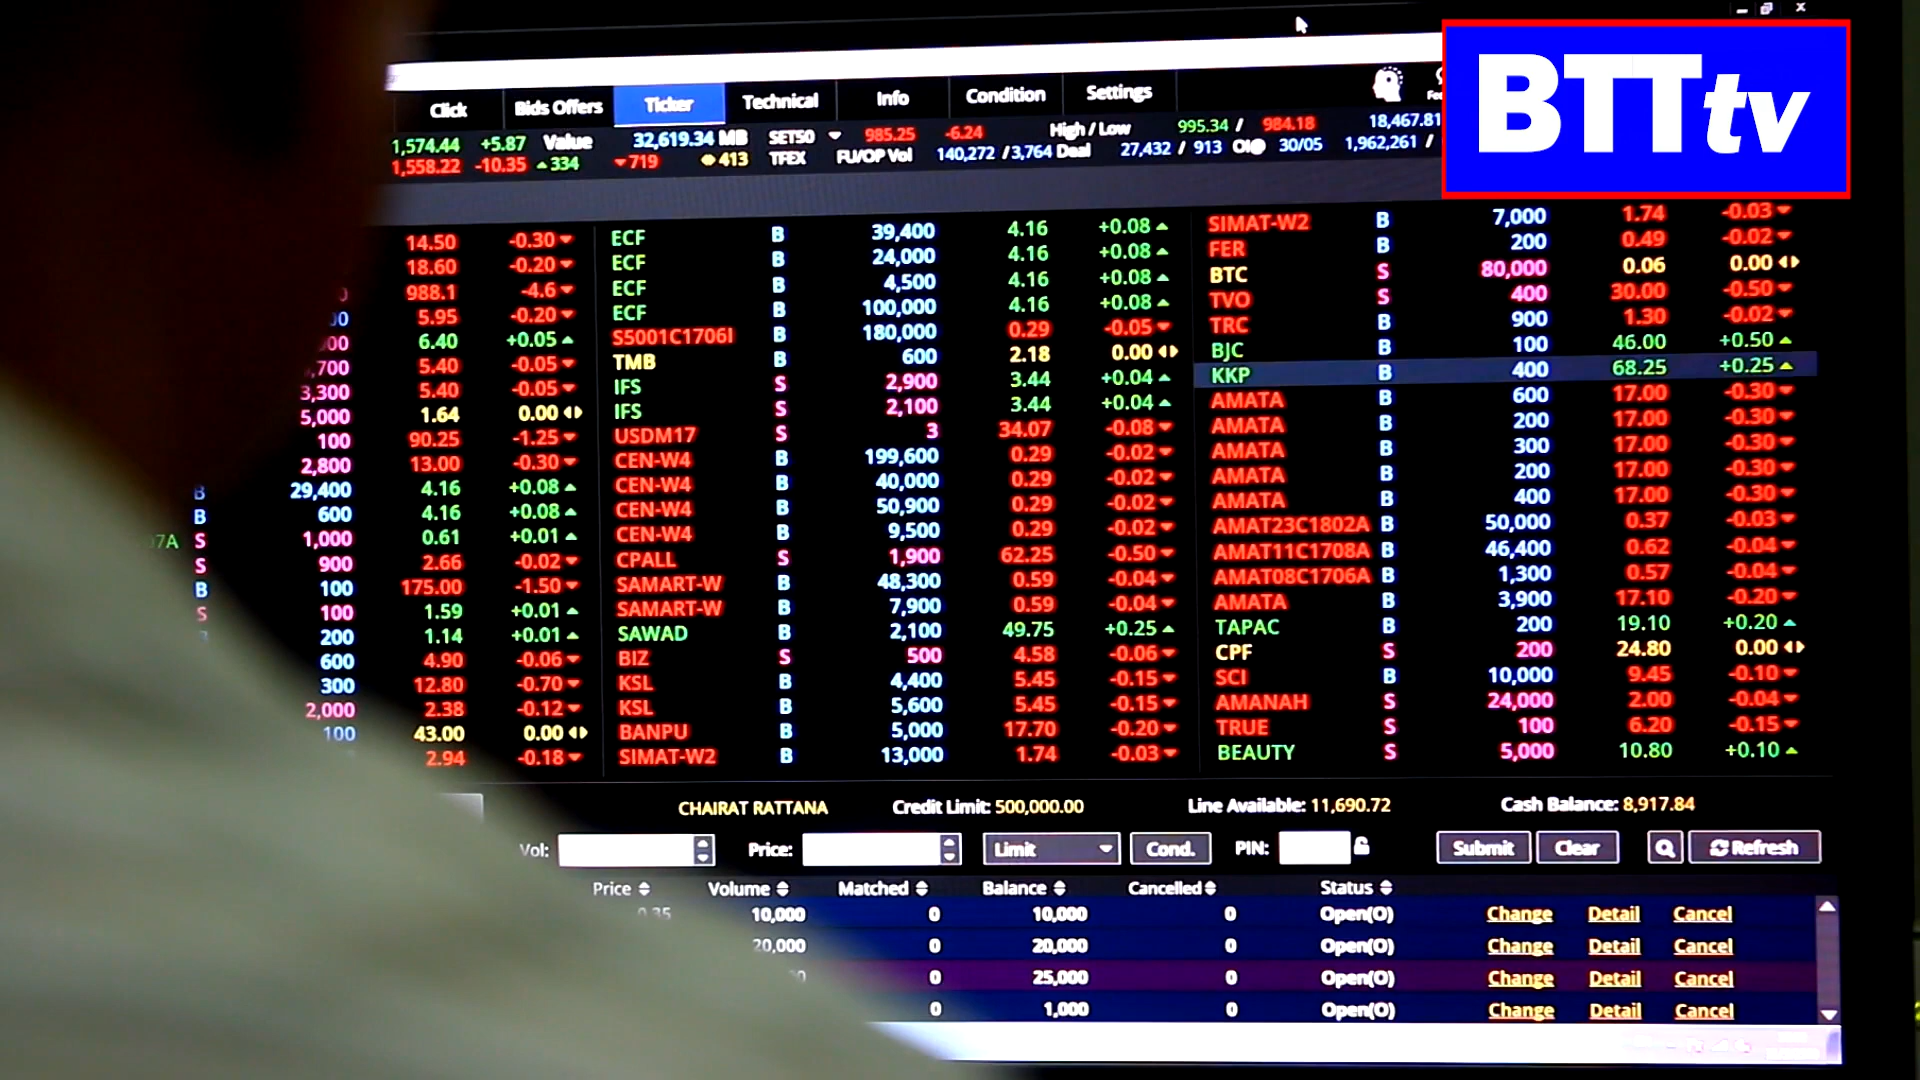 BTTtv
Click Bids Offers Ticker Technical Info Condition Settings
1,574.44 +5.87 Value 32,619.34 MB SET50 985.25 -6.24 High / Low 995.34 / 984.18 18,467.81
1,558.22 -10.35 334 719 413 TFEX FU/OP Vol 140,272 / 3,764 Deal 27,432 / 913 OI@ 30/05 1,962,261 /
14.50 -0.30 ECF B 39,400 4.16 +0.08 SIMAT-W2 B 7,000 1.74 -0.03
18.60 -0.20 ECF B 24,000 4.16 +0.08 FER B 200 0.49 -0.02
988.1 -4.6 ECF B 4,500 4.16 +0.08 BTC S 80,000 0.06 0.00
5.95 -0.20 ECF B 100,000 4.16 +0.08 TVO S 400 30.00 -0.50
6.40 +0.05 S5001C1706I B 180,000 0.29 -0.05 TRC B 900 1.30 -0.02
,700 5.40 -0.05 TMB B 600 2.18 0.00 BJC B 100 46.00 +0.50
3,300 5.40 -0.05 IFS S 2,900 3.44 +0.04 KKP B 400 68.25 +0.25
5,000 1.64 0.00 IFS S 2,100 3.44 +0.04 AMATA B 600 17.00 -0.30
100 90.25 -1.25 USDM17 S 3 34.07 -0.08 AMATA B 200 17.00 -0.30
2,800 13.00 -0.30 CEN-W4 B 199,600 0.29 -0.02 AMATA B 300 17.00 -0.30
B 29,400 4.16 +0.08 CEN-W4 B 40,000 0.29 -0.02 AMATA B 200 17.00 -0.30
B 600 4.16 +0.08 CEN-W4 B 50,900 0.29 -0.02 AMATA B 400 17.00 -0.30
07A S 1,000 0.61 +0.01 CEN-W4 B 9,500 0.29 -0.02 AMAT23C1802A B 50,000 0.37 -0.03
S 900 2.66 -0.02 CPALL S 1,900 62.25 -0.50 AMAT11C1708A B 46,400 0.62 -0.04
B 100 175.00 -1.50 SAMART-W B 48,300 0.59 -0.04 AMAT08C1706A B 1,300 0.57 -0.04
S 100 1.59 +0.01 SAMART-W B 7,900 0.59 -0.04 AMATA B 3,900 17.10 -0.20
200 1.14 +0.01 SAWAD B 2,100 49.75 +0.25 TAPAC B 200 19.10 +0.20
600 4.90 -0.06 BIZ S 500 4.58 -0.06 CPF S 200 24.80 0.00
300 12.80 -0.70 KSL B 4,400 5.45 -0.15 SCI B 10,000 9.45 -0.10
2,000 2.38 -0.12 KSL B 5,600 5.45 -0.15 AMANAH S 24,000 2.00 -0.04
100 43.00 0.00 BANPU B 5,000 17.70 -0.20 TRUE S 100 6.20 -0.15
2.94 -0.18 SIMAT-W2 B 13,000 1.74 -0.03 BEAUTY S 5,000 10.80 +0.10
CHAIRAT RATTANA Credit Limit: 500,000.00 Line Available: 11,690.72 Cash Balance: 8,917.84
Vol: Price: Limit Cond. PIN: Submit Clear Refresh
Price Volume Matched Balance Cancelled Status
0.35 10,000 0 10,000 0 Open(O) Change Detail Cancel
20,000 0 20,000 0 Open(O) Change Detail Cancel
0 25,000 0 Open(O) Change Detail Cancel
0 1,000 0 Open(O) Change Detail Cancel